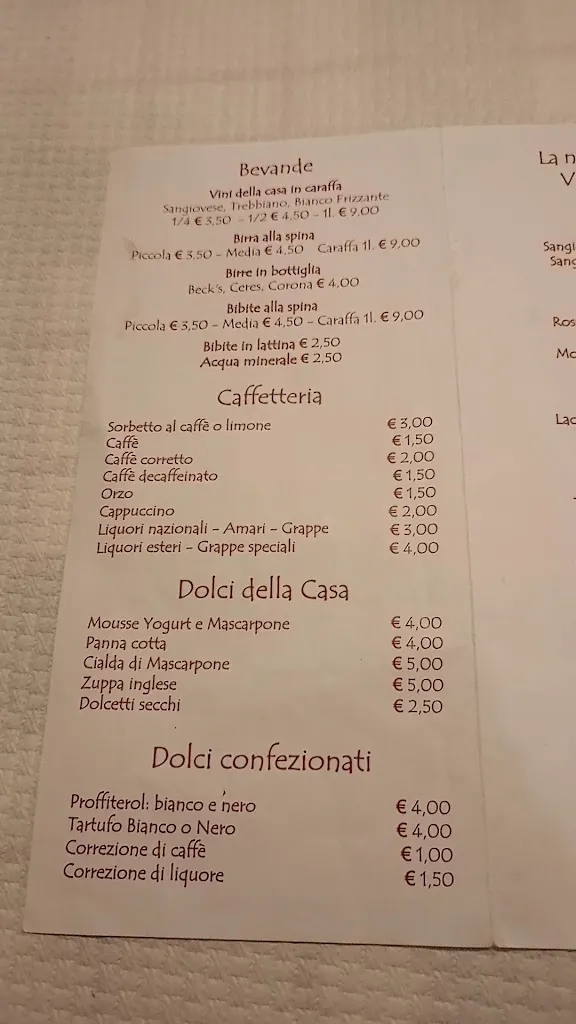 Bevande
Vini della casa in caraffa
Sangiovese, Trebbiano, Bianco Frizzante
1/4 € 3,50 - 1/2 € 4,50 - 1l. € 9,00
Birra alla spina
Piccola € 3,50 - Media € 4,50 Caraffa 1l. € 9,00
Birre in bottiglia
Beck's, Ceres, Corona € 4,00
Bibite alla spina
Piccola € 3,50 - Media € 4,50 - Caraffa 1l. € 9,00
Bibite in lattina € 2,50
Acqua minerale € 2,50
Caffetteria
Sorbetto al caffè o limone € 3,00
Caffè € 1,50
Caffè corretto € 2,00
Caffè decaffeinato € 1,50
Orzo € 1,50
Cappuccino € 2,00
Liquori nazionali - Amari - Grappe € 3,00
Liquori esteri - Grappe speciali € 4,00
Dolci della Casa
Mousse Yogurt e Mascarpone € 4,00
Panna cotta € 4,00
Cialda di Mascarpone € 5,00
Zuppa inglese € 5,00
Dolcetti secchi € 2,50
Dolci confezionati
Proffiterol: bianco e nero € 4,00
Tartufo Bianco o Nero € 4,00
Correzione di caffè € 1,00
Correzione di liquore € 1,50
La n
V
Sangi
Sang
Ros
Mo
Lac